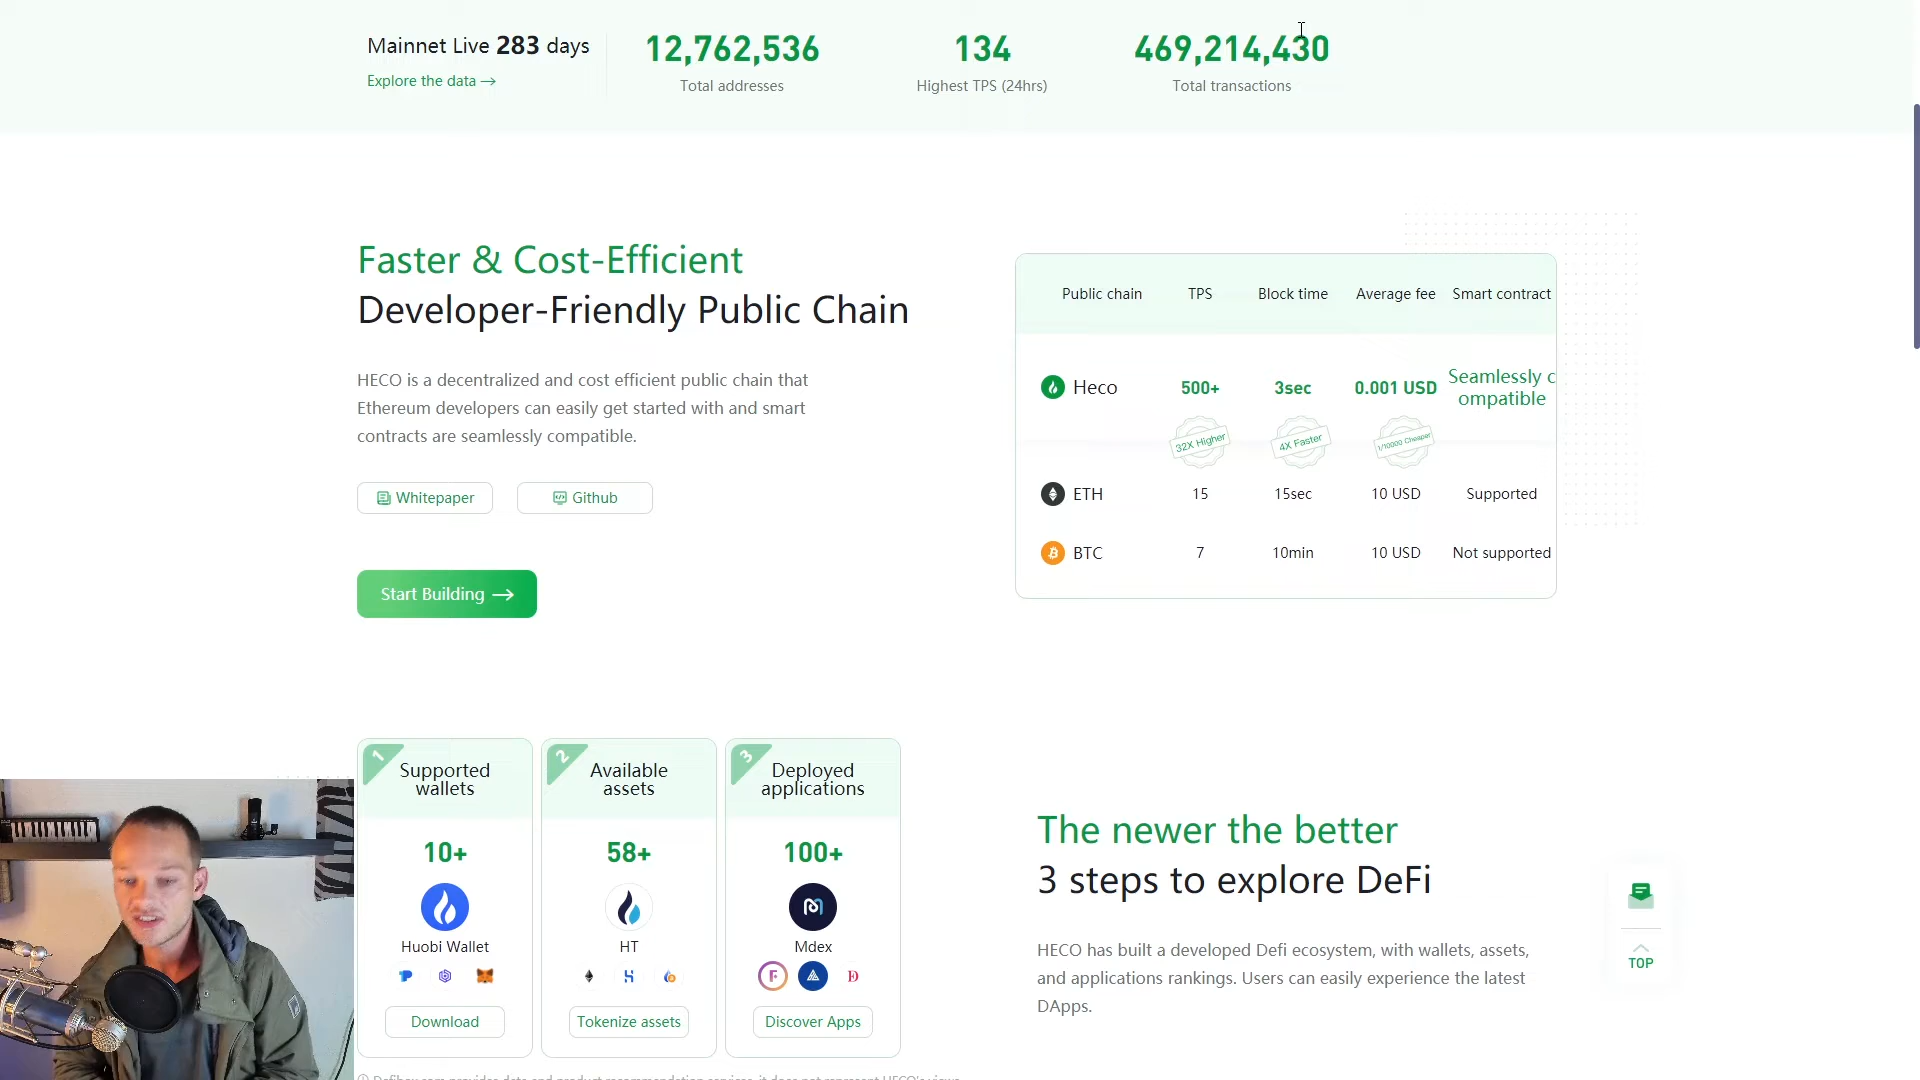 Mainnet Live 283 days
Explore the data →
12,762,536
Total addresses
134
Highest TPS (24hrs)
469,214,430
Total transactions
Faster & Cost-Efficient
Developer-Friendly Public Chain
HECO is a decentralized and cost efficient public chain that
Ethereum developers can easily get started with and smart
contracts are seamlessly compatible.
Whitepaper
Github
Start Building →
Public chain TPS Block time Average fee Smart contract
Heco 500+ 3sec 0.001 USD Seamlessly c
ompatible
32X Higher 4X Faster 1/10000 Cheaper
ETH 15 15sec 10 USD Supported
BTC 7 10min 10 USD Not supported
1
Supported
wallets
10+
Huobi Wallet
Download
2
Available
assets
58+
HT
Tokenize assets
3
Deployed
applications
100+
Mdex
Discover Apps
The newer the better
3 steps to explore DeFi
HECO has built a developed Defi ecosystem, with wallets, assets,
and applications rankings. Users can easily experience the latest
DApps.
TOP